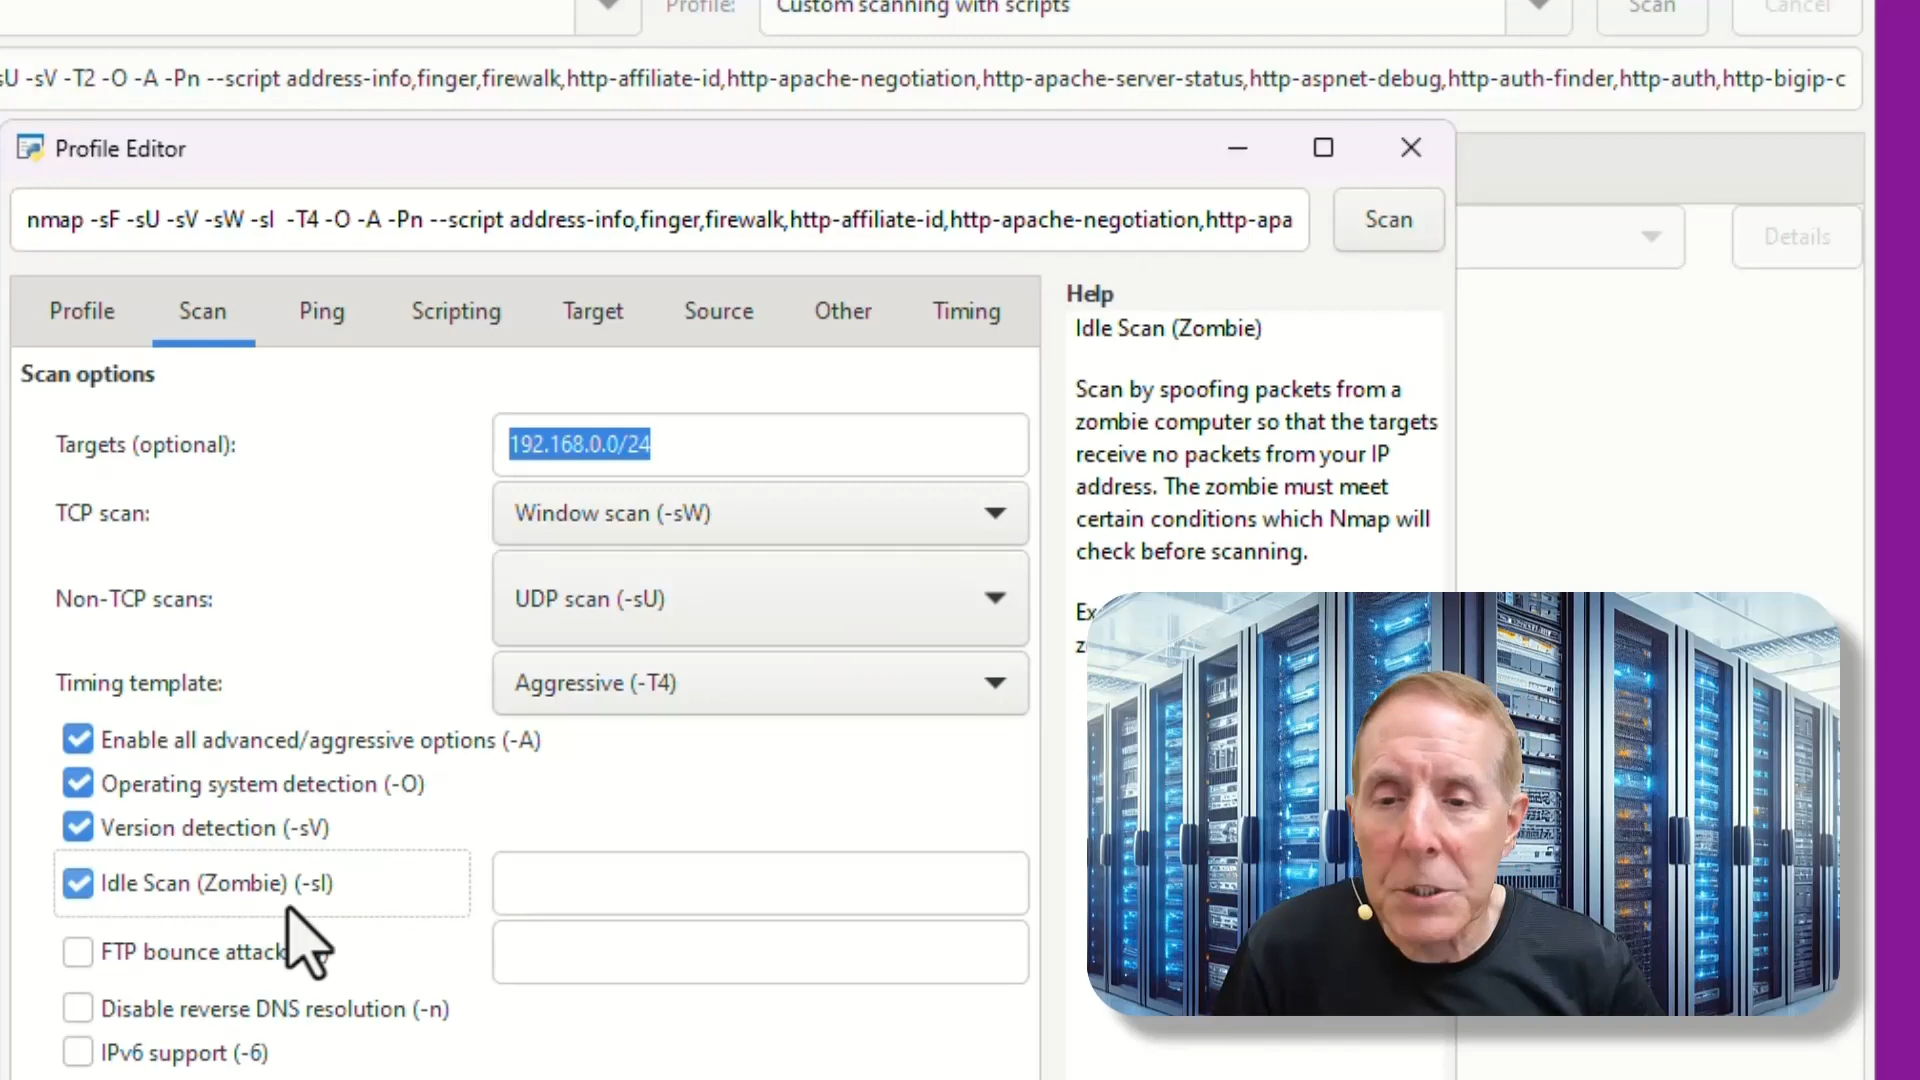 Profile: Custom scanning with scripts Scan Cancel
sU -sV -T2 -O -A -Pn --script address-info,finger,firewalk,http-affiliate-id,http-apache-negotiation,http-apache-server-status,http-aspnet-debug,http-auth-finder,http-auth,http-bigip-c
Profile Editor
nmap -sF -sU -sV -sW -sI -T4 -O -A -Pn --script address-info,finger,firewalk,http-affiliate-id,http-apache-negotiation,http-apa
Scan
Details
Profile Scan Ping Scripting Target Source Other Timing
Scan options
Targets (optional): 192.168.0.0/24
TCP scan: Window scan (-sW)
Non-TCP scans: UDP scan (-sU)
Timing template: Aggressive (-T4)
Enable all advanced/aggressive options (-A)
Operating system detection (-O)
Version detection (-sV)
Idle Scan (Zombie) (-sI)
FTP bounce attack
Disable reverse DNS resolution (-n)
IPv6 support (-6)
Help
Idle Scan (Zombie)
Scan by spoofing packets from a
zombie computer so that the targets
receive no packets from your IP
address. The zombie must meet
certain conditions which Nmap will
check before scanning.